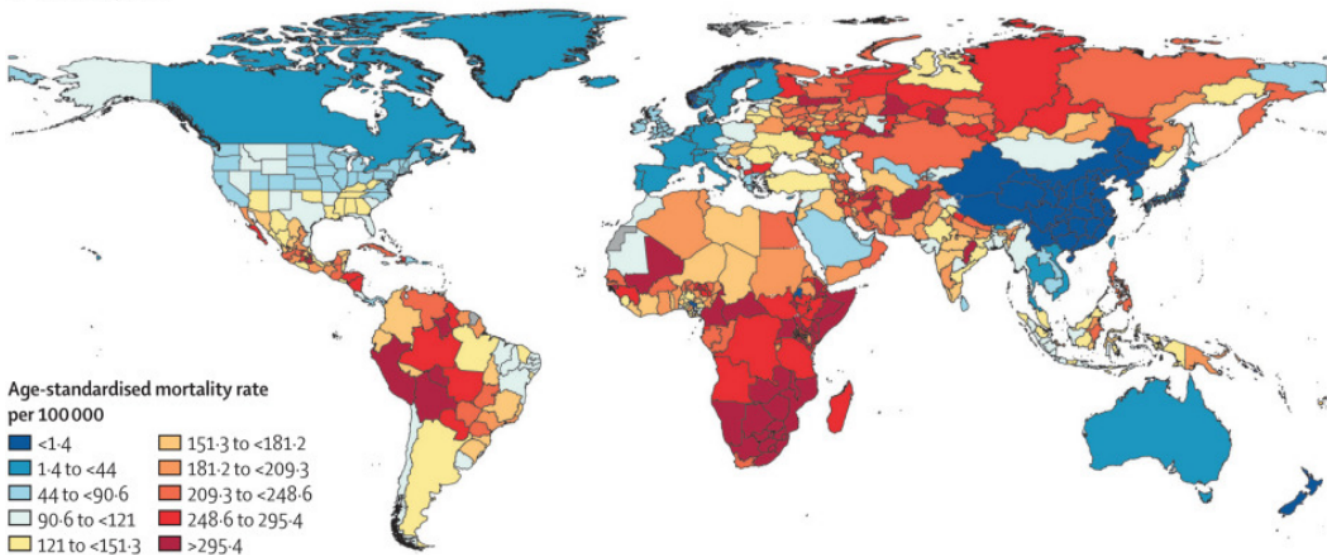 Age-standardised mortality rate
per 100 000
<1·4
1·4 to <44
44 to <90·6
90·6 to <121
121 to <151·3
151·3 to <181·2
181·2 to <209·3
209·3 to <248·6
248·6 to 295·4
>295·4